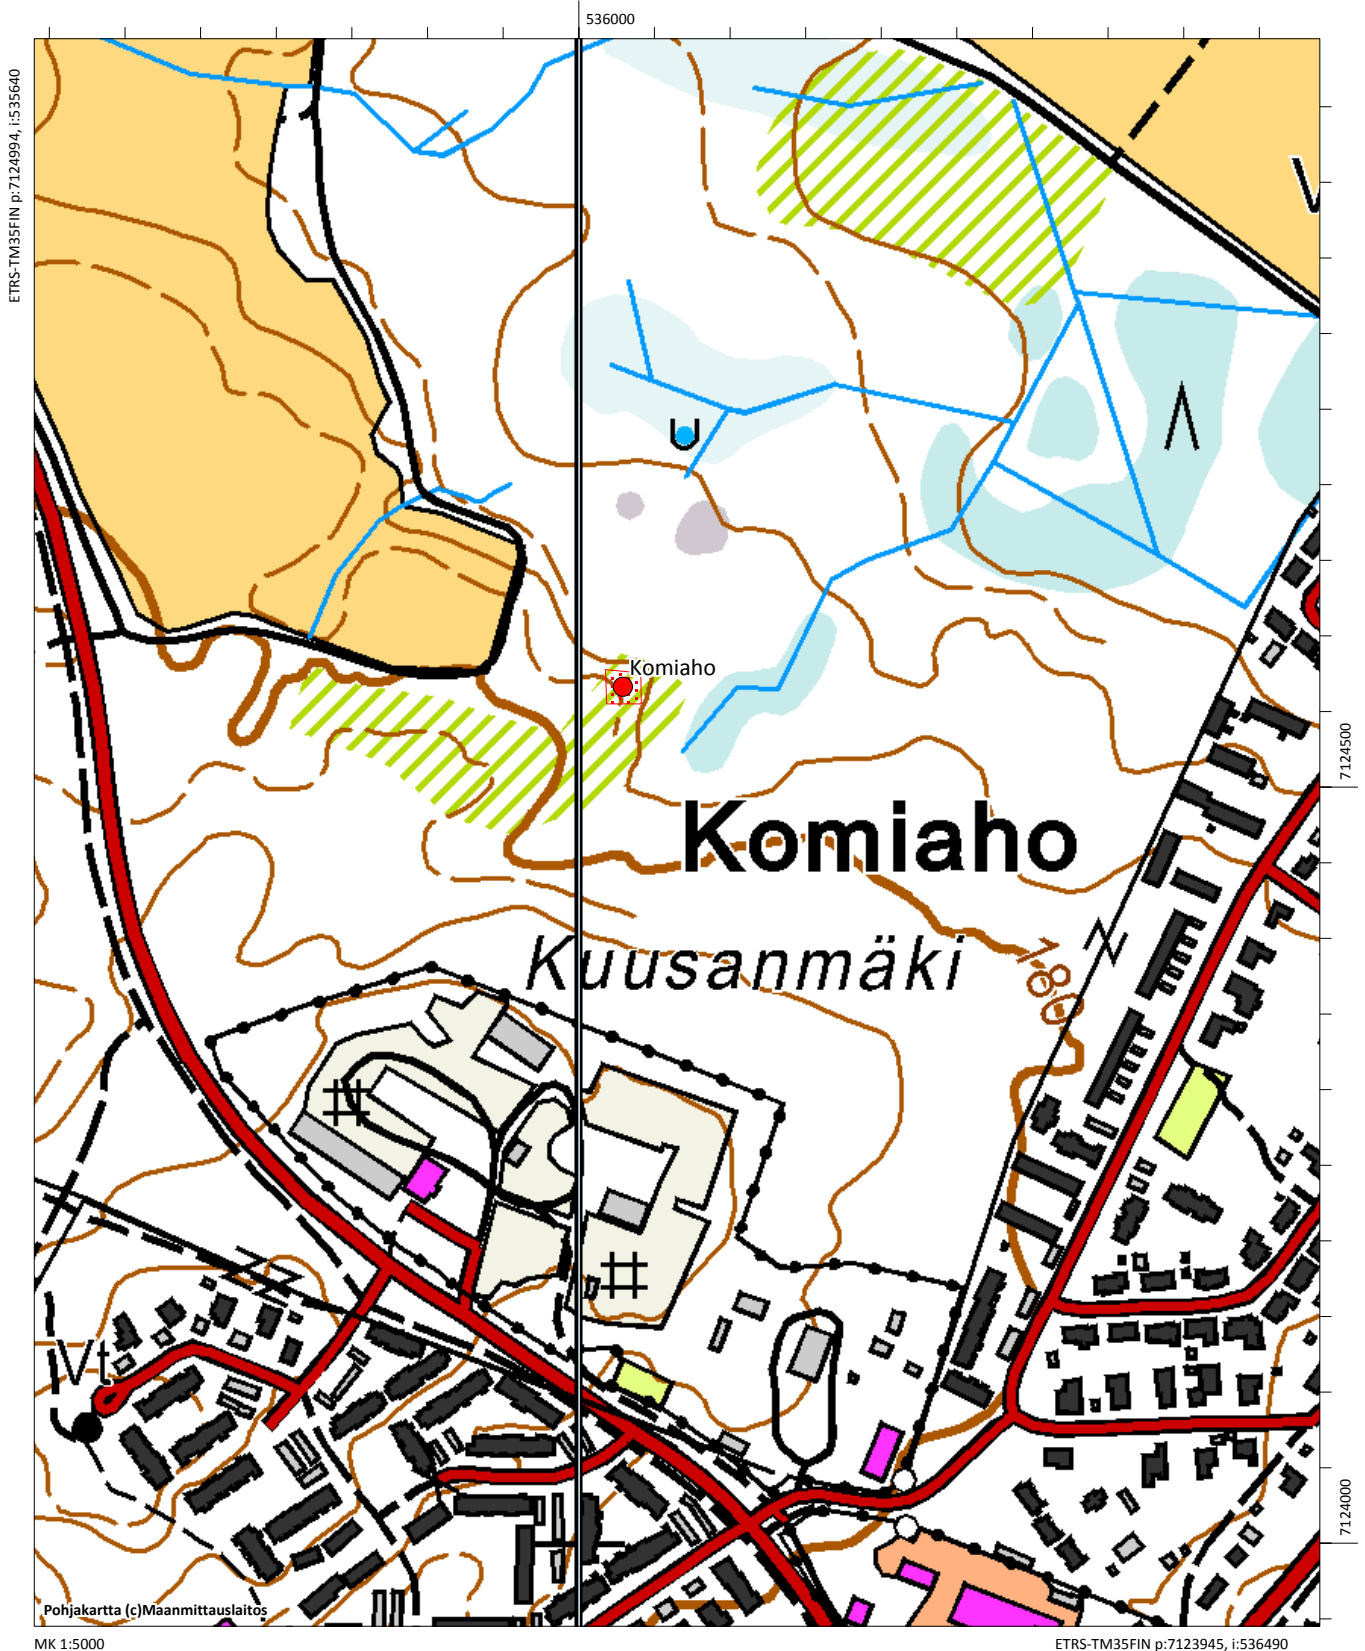 536000
ETRS-TM35FIN p:7124994, i:535640
V
Komiaho
7124500
Komiaho
Kuusanmäki
180
Vt
7124000
Pohjakartta (c)Maanmittauslaitos
MK 1:5000
ETRS-TM35FIN p:7123945, i:536490